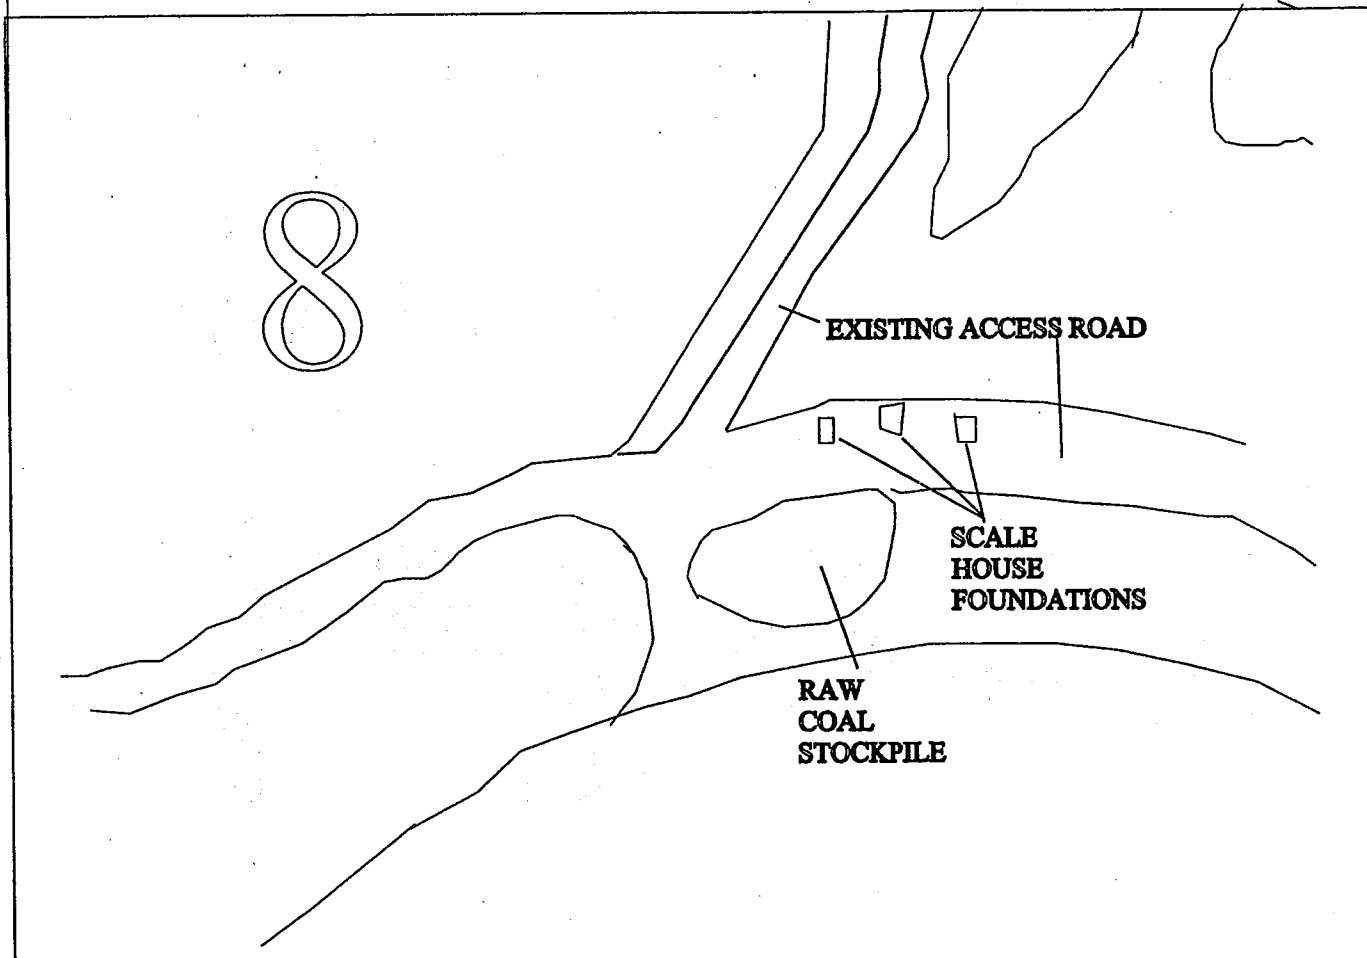 8
EXISTING ACCESS ROAD
SCALE
HOUSE
FOUNDATIONS
RAW
COAL
STOCKPILE